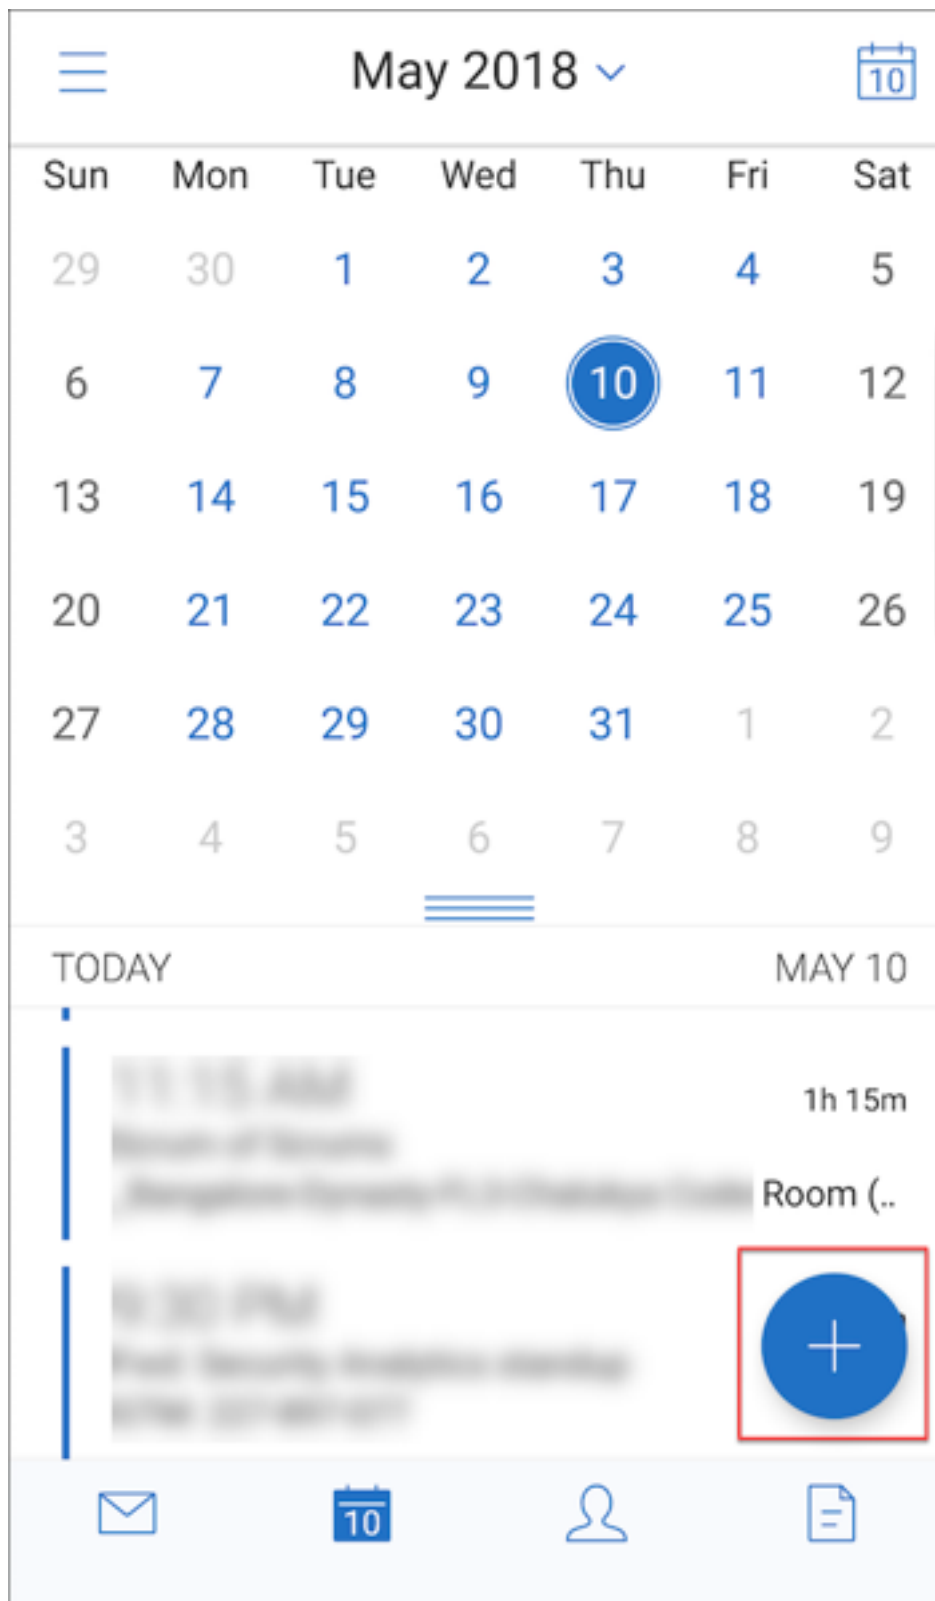 May 2018
10
Sun Mon Tue Wed Thu Fri Sat
29 30 1 2 3 4 5
6 7 8 9 10 11 12
13 14 15 16 17 18 19
20 21 22 23 24 25 26
27 28 29 30 31 1 2
3 4 5 6 7 8 9
TODAY MAY 10
1h 15m
Room (..
10